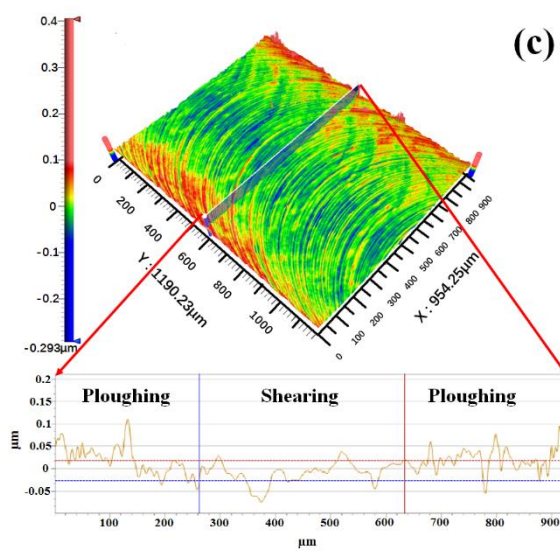 (c)
0.4
0.3
0.2
0.1
0
-0.1
-0.2
-0.293μm
0 200 400 600 800 1000
Y : 1190.23μm
0 100 200 300 400 500 600 700 800 900
X : 954.25μm
Ploughing Shearing Ploughing
0.2
0.1
0.05
0
-0.05
μm
100 200 300 400 500 600 700 800 900
μm